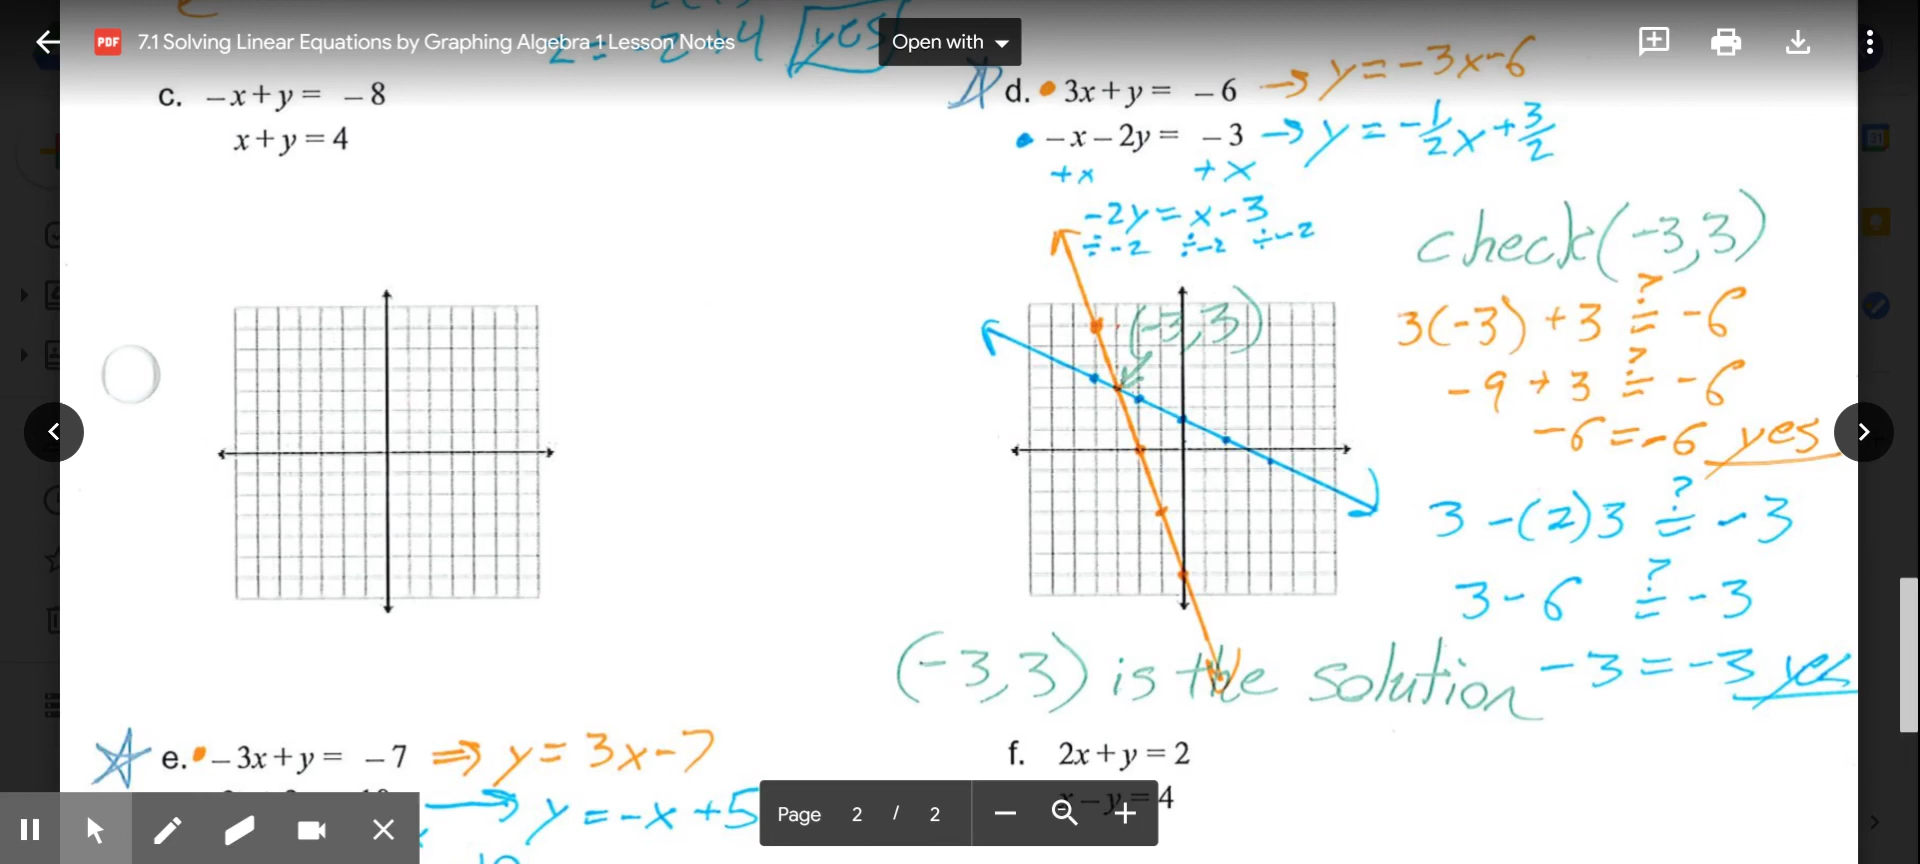 PDF 7.1 Solving Linear Equations by Graphing Algebra 1 Lesson Notes
Open with
yes
c. –x+y = –8
x+y=4
d. 3x+y = –6 → y = -3x-6
–x–2y = –3 → y = -1/2x+3/2
+x +x
-2y = x-3
÷-2 ÷-2 ÷-2
check (-3,3)
(-3,3)
3(-3)+3 ?= -6
-9+3 ?= -6
-6=-6 yes
3-(2)3 ?= -3
3-6 ?= -3
-3=-3 yes
(-3,3) is the solution
e. –3x+y = –7 ⇒ y = 3x-7
→ y = -x+5
f. 2x+y=2
x–y=4
Page 2 / 2
31